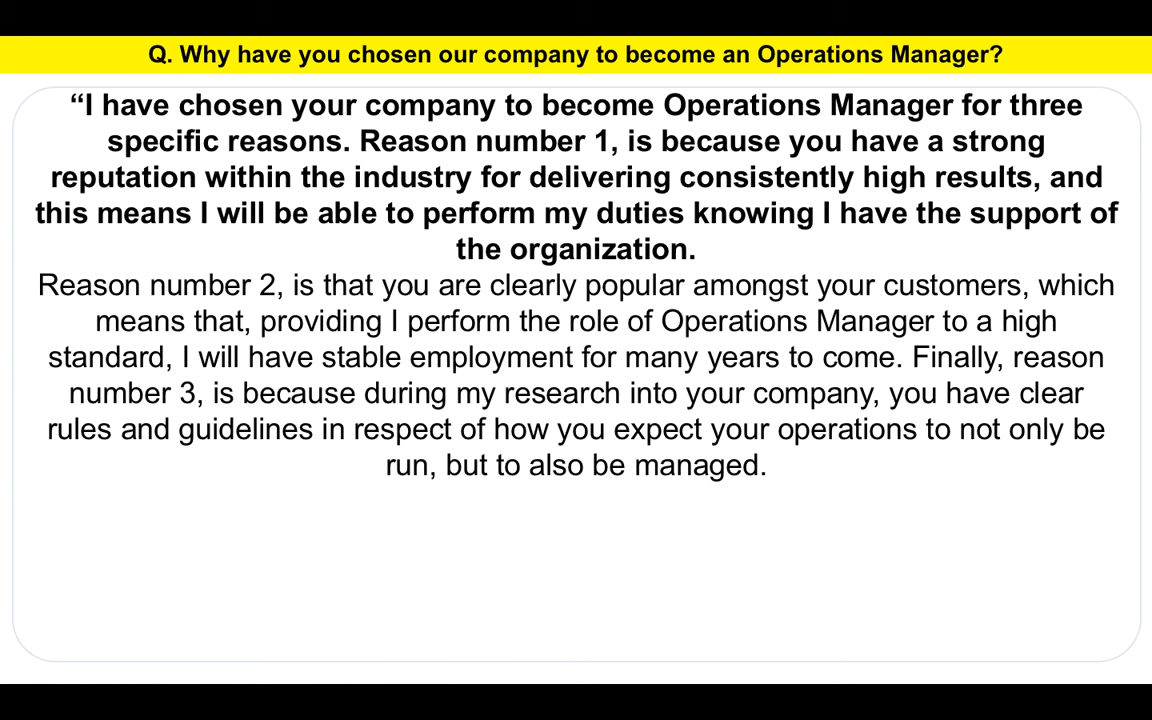 Q. Why have you chosen our company to become an Operations Manager?
“I have chosen your company to become Operations Manager for three
specific reasons. Reason number 1, is because you have a strong
reputation within the industry for delivering consistently high results, and
this means I will be able to perform my duties knowing I have the support of
the organization.
Reason number 2, is that you are clearly popular amongst your customers, which
means that, providing I perform the role of Operations Manager to a high
standard, I will have stable employment for many years to come. Finally, reason
number 3, is because during my research into your company, you have clear
rules and guidelines in respect of how you expect your operations to not only be
run, but to also be managed.